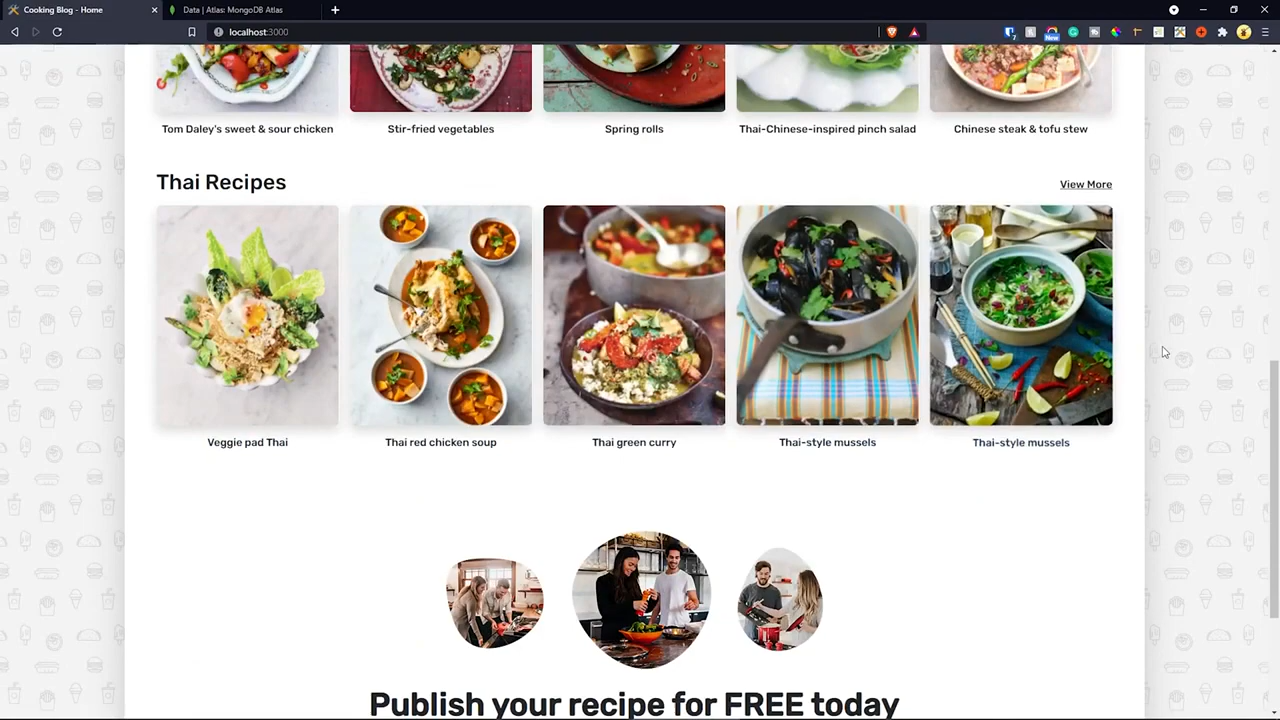 Cooking Blog - Home
Data | Atlas: MongoDB Atlas
localhost:3000
New
Tom Daley's sweet & sour chicken
Stir-fried vegetables
Spring rolls
Thai-Chinese-inspired pinch salad
Chinese steak & tofu stew
Thai Recipes
View More
Veggie pad Thai
Thai red chicken soup
Thai green curry
Thai-style mussels
Thai-style mussels
Publish your recipe for FREE today